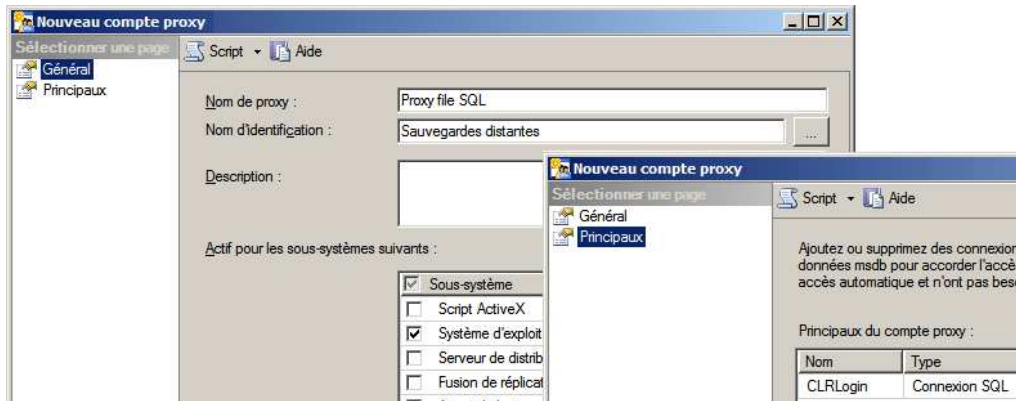 Nouveau compte proxy
Sélectionner une page
Général
Principaux
Script
Aide
Nom de proxy :
Proxy file SQL
Nom d'identification :
Sauvegardes distantes
...
Description :
Actif pour les sous-systèmes suivants :
Sous-système
Script ActiveX
Système d'exploit
Serveur de distrib
Fusion de réplicat
Nouveau compte proxy
Sélectionner une page
Général
Principaux
Script
Aide
Ajoutez ou supprimez des connexion
données msdb pour accorder l'accè
accès automatique et n'ont pas bes
Principaux du compte proxy :
Nom Type
CLRLogin Connexion SQL